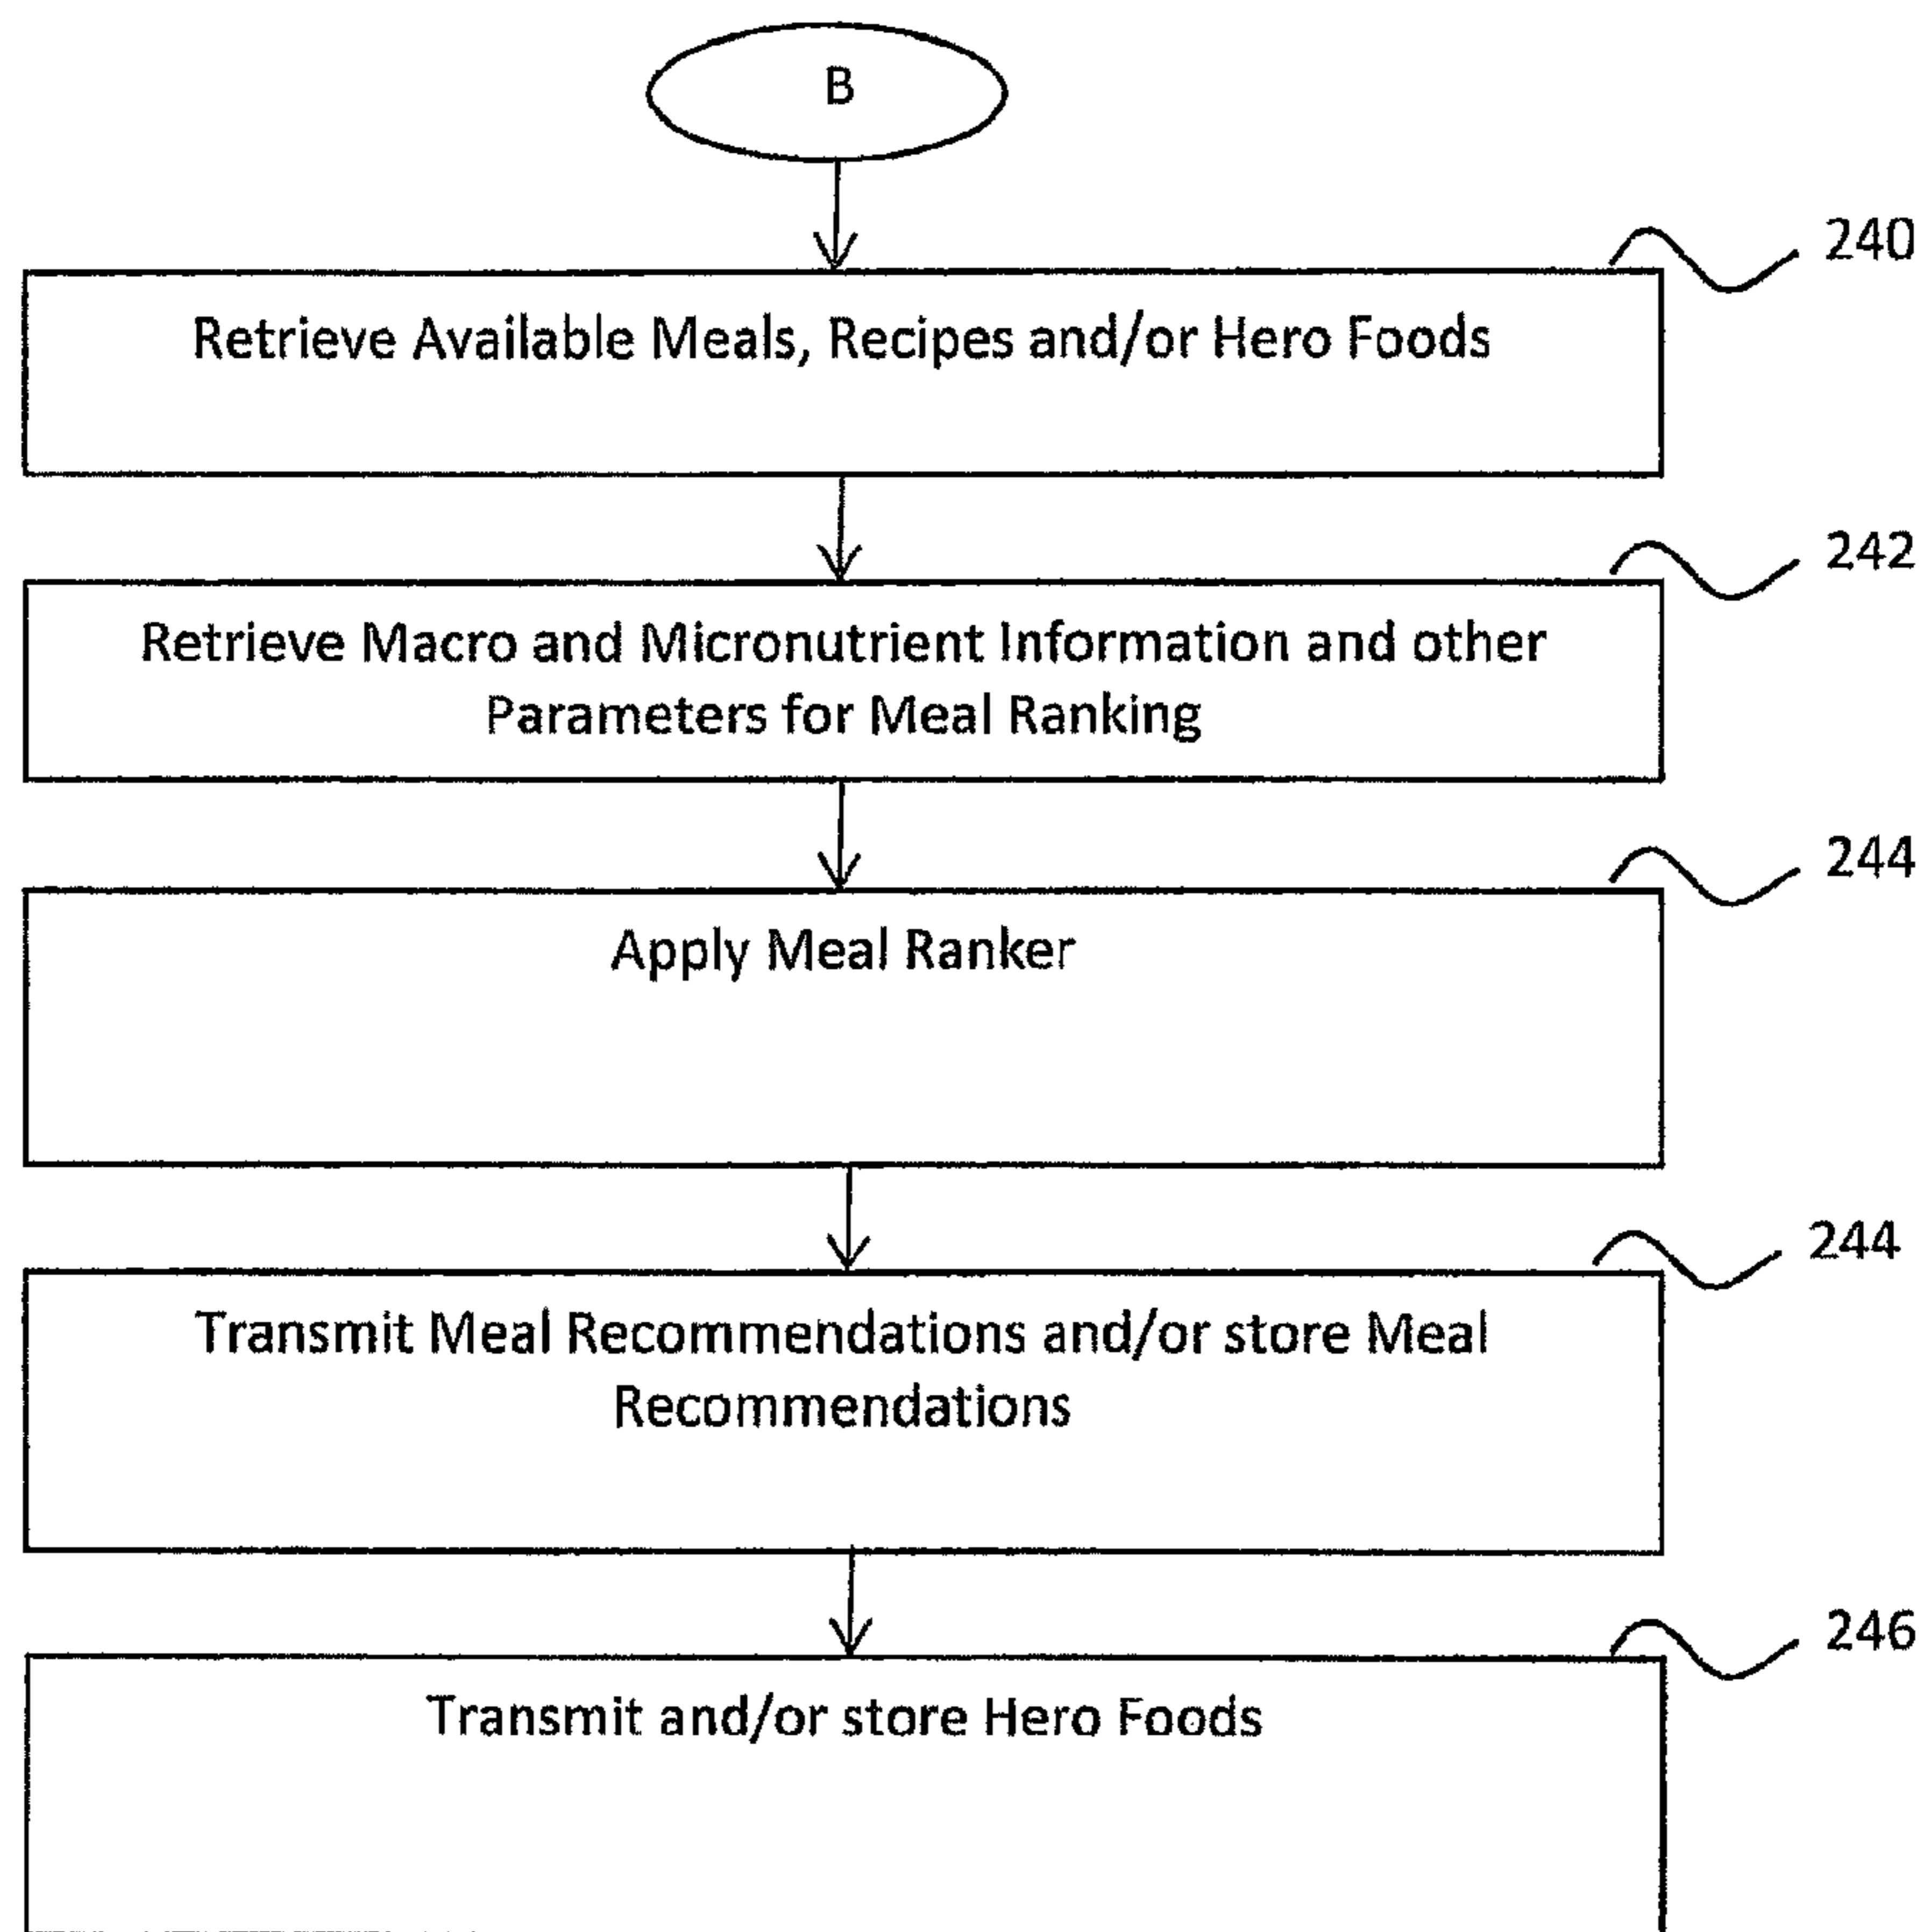 B
240
Retrieve Available Meals, Recipes and/or Hero Foods
242
Retrieve Macro and Micronutrient Information and other
Parameters for Meal Ranking
244
Apply Meal Ranker
244
Transmit Meal Recommendations and/or store Meal
Recommendations
246
Transmit and/or store Hero Foods